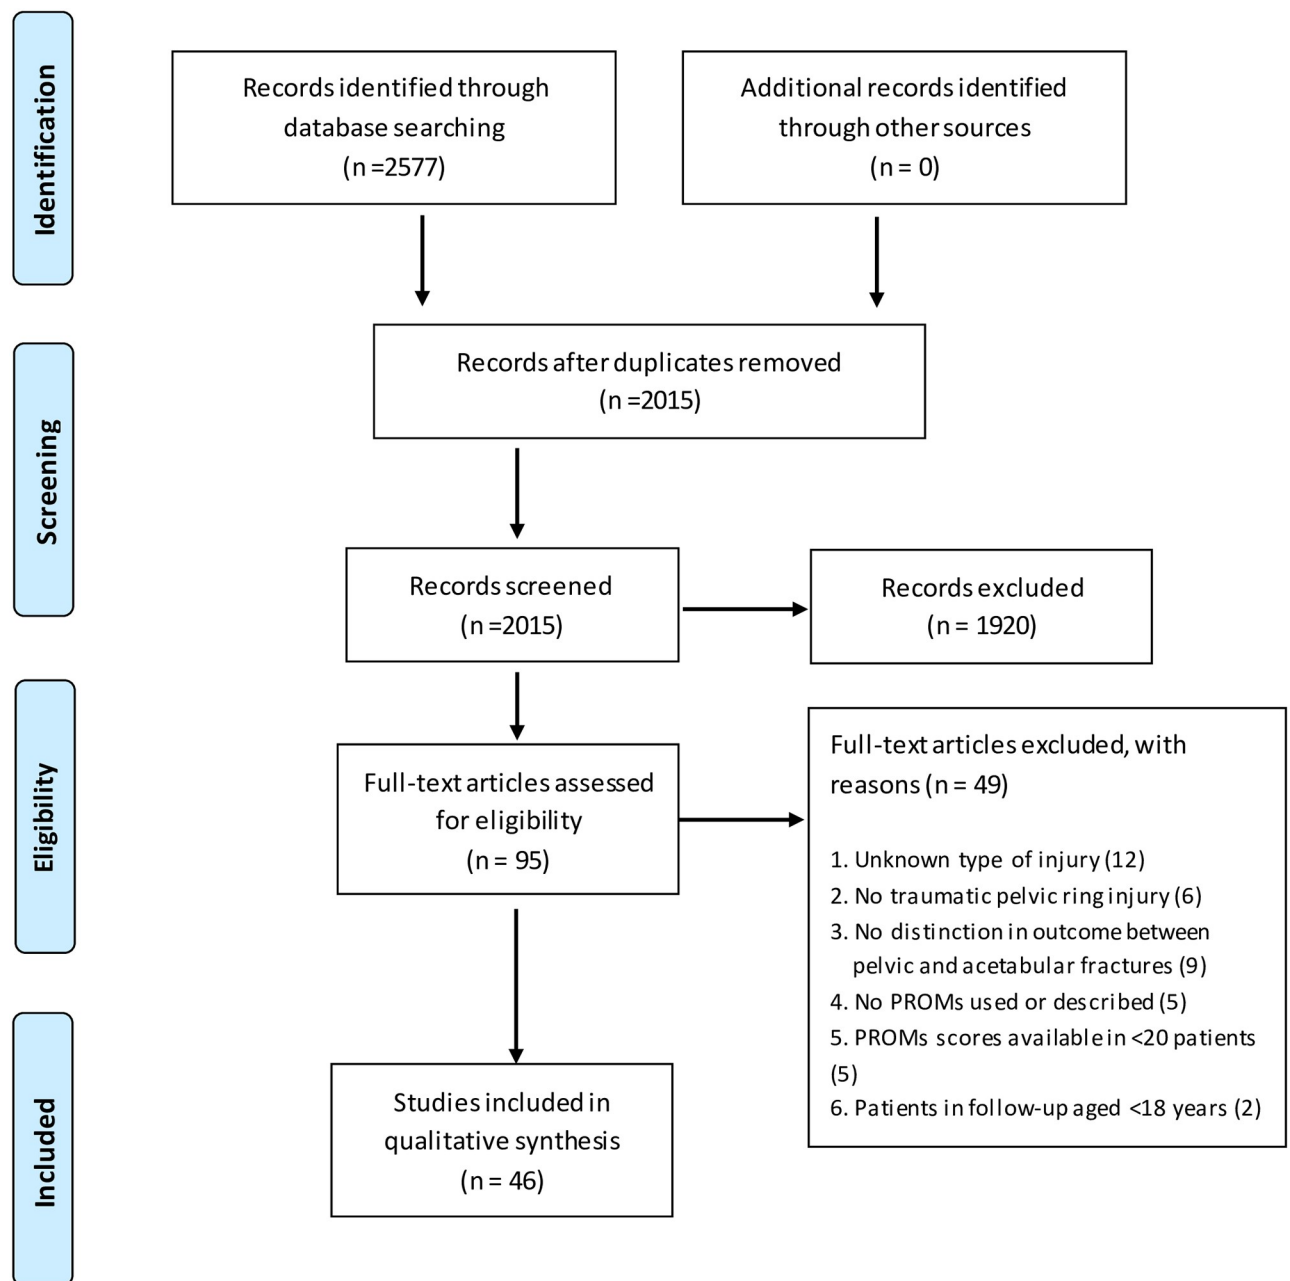 Identification
Records identified through
database searching
(n =2577)
Additional records identified
through other sources
(n = 0)
Records after duplicates removed
(n =2015)
Screening
Records screened
(n =2015)
Records excluded
(n = 1920)
Eligibility
Full-text articles assessed
for eligibility
(n = 95)
Full-text articles excluded, with
reasons (n = 49)
1. Unknown type of injury (12)
2. No traumatic pelvic ring injury (6)
3. No distinction in outcome between
pelvic and acetabular fractures (9)
4. No PROMs used or described (5)
5. PROMs scores available in <20 patients
(5)
6. Patients in follow-up aged <18 years (2)
Included
Studies included in
qualitative synthesis
(n = 46)